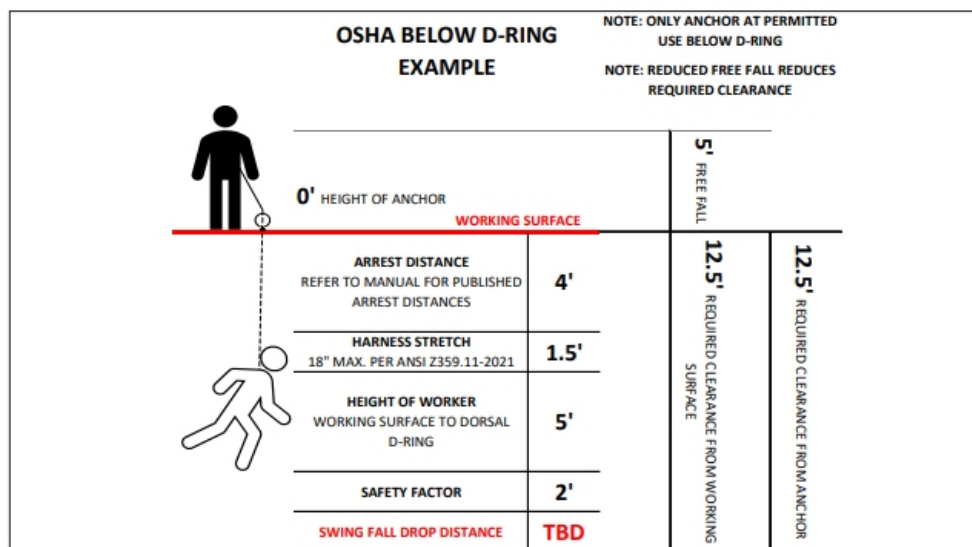 OSHA BELOW D-RING
EXAMPLE
NOTE: ONLY ANCHOR AT PERMITTED
USE BELOW D-RING
NOTE: REDUCED FREE FALL REDUCES
REQUIRED CLEARANCE
5' FREE FALL
0' HEIGHT OF ANCHOR
WORKING SURFACE
ARREST DISTANCE
REFER TO MANUAL FOR PUBLISHED
ARREST DISTANCES
4'
HARNESS STRETCH
18" MAX. PER ANSI Z359.11-2021
1.5'
HEIGHT OF WORKER
WORKING SURFACE TO DORSAL
D-RING
5'
SAFETY FACTOR
2'
SWING FALL DROP DISTANCE
TBD
12.5' REQUIRED CLEARANCE FROM WORKING
SURFACE
12.5' REQUIRED CLEARANCE FROM ANCHOR